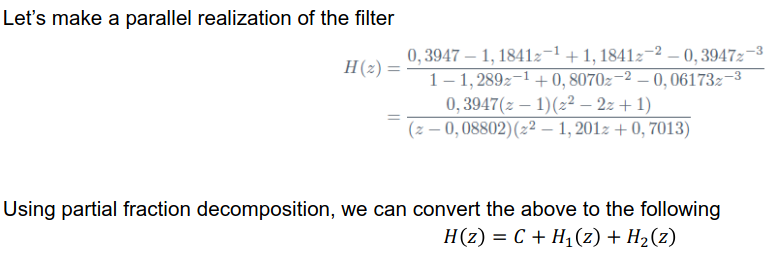 Let's make a parallel realization of the filter
H(z) = \frac{0,3947 − 1,1841z^{−1} + 1,1841z^{−2} − 0,3947z^{−3}}{1 − 1,289z^{−1} + 0,8070z^{−2} − 0,06173z^{−3}}
= \frac{0,3947(z − 1)(z^2 − 2z + 1)}{(z − 0,08802)(z^2 − 1,201z + 0,7013)}
Using partial fraction decomposition, we can convert the above to the following
H(z) = C + H_1(z) + H_2(z)